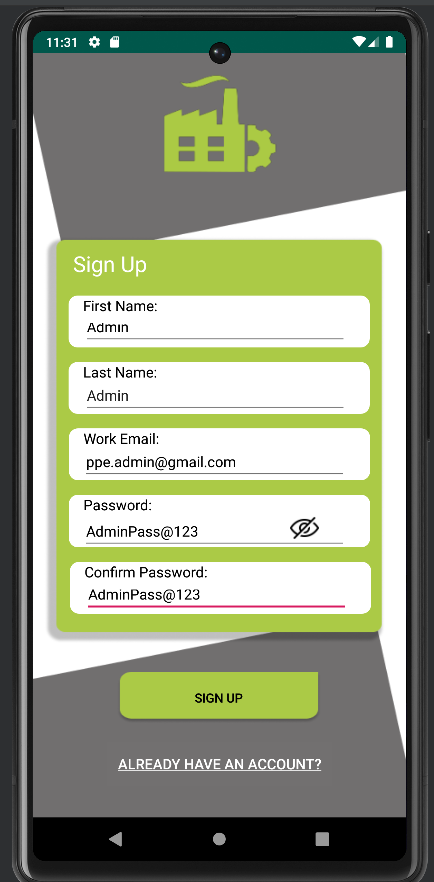 11:31
Sign Up
First Name:
Admin
Last Name:
Admin
Work Email:
ppe.admin@gmail.com
Password:
AdminPass@123
Confirm Password:
AdminPass@123
SIGN UP
ALREADY HAVE AN ACCOUNT?